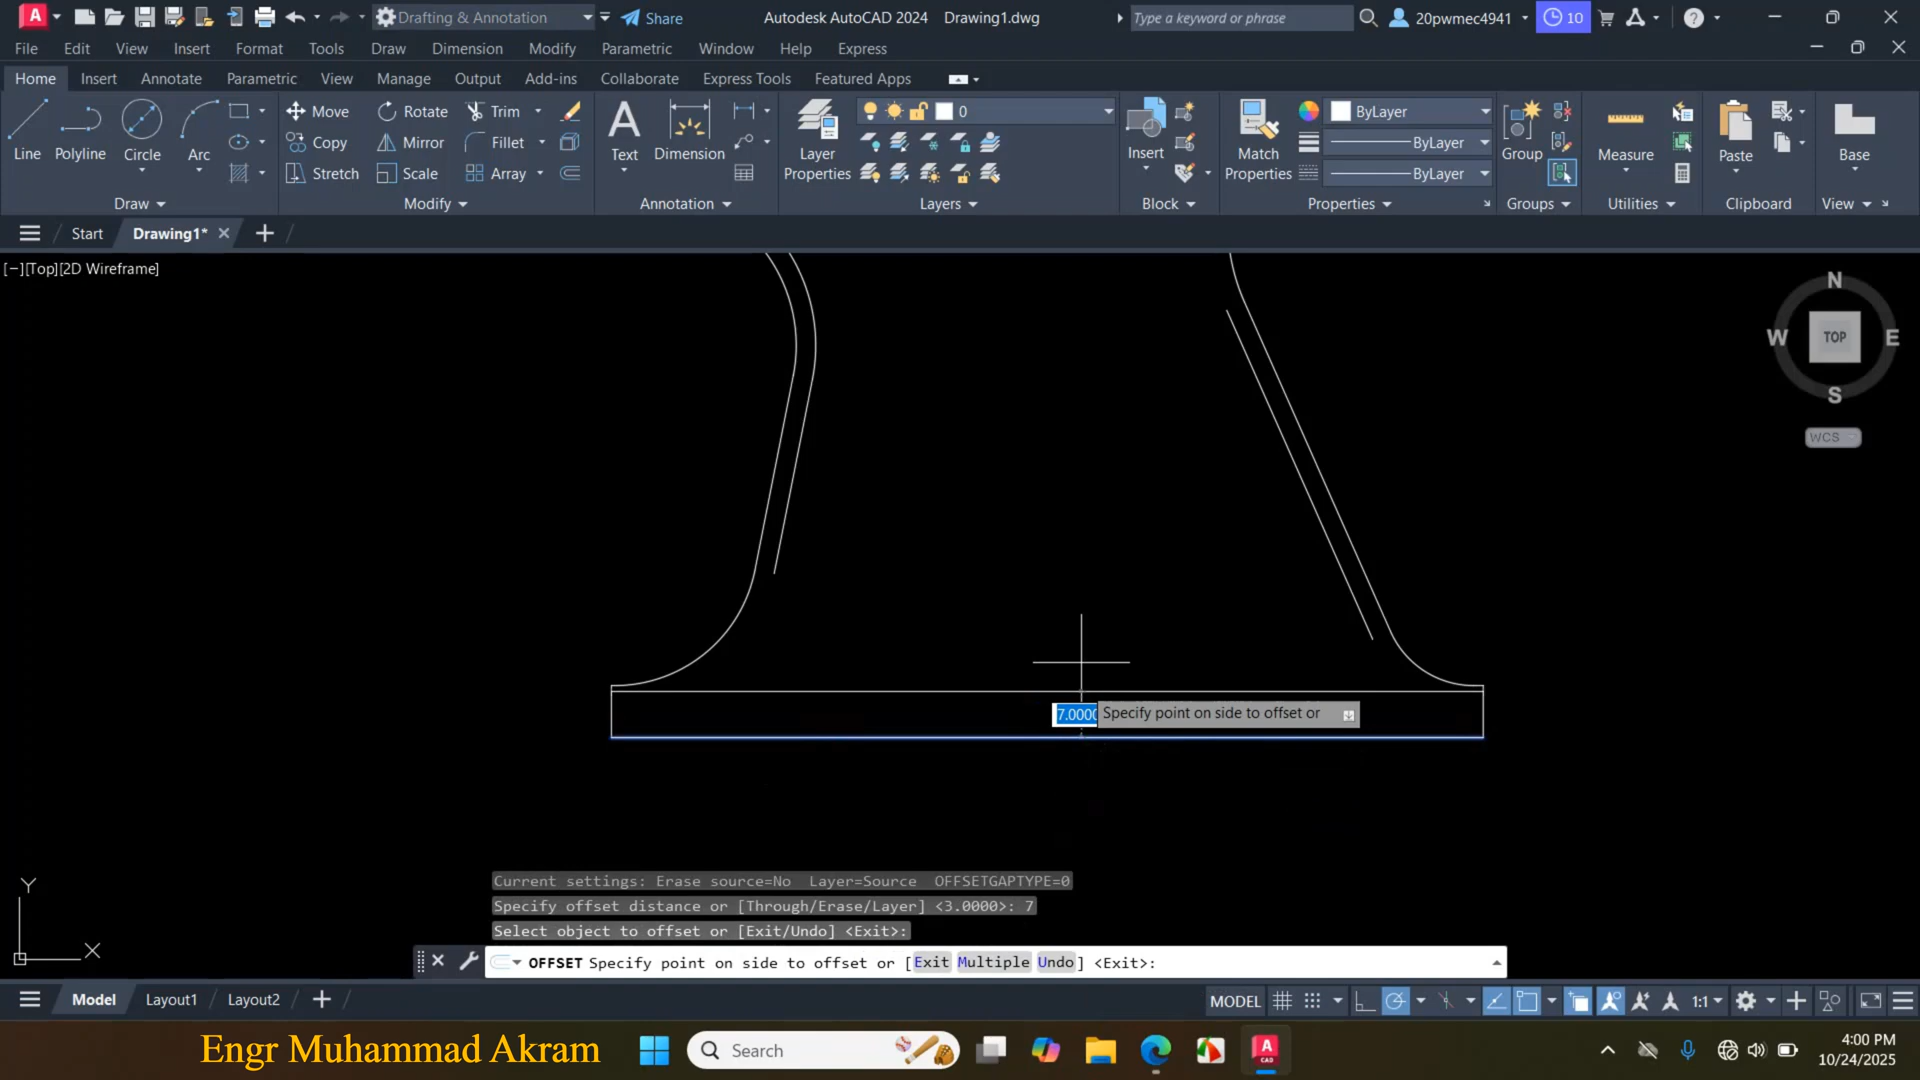 A Drafting & Annotation Share Autodesk AutoCAD 2024 Drawing1.dwg Type a keyword or phrase 20pwmec4941 10
File Edit View Insert Format Tools Draw Dimension Modify Parametric Window Help Express
Home Insert Annotate Parametric View Manage Output Add-ins Collaborate Express Tools Featured Apps
Move Rotate Trim 0 ByLayer
Copy Mirror Fillet ByLayer
Line Polyline Circle Arc Text Dimension Layer Properties Insert Match Properties Group Measure Paste Base
Stretch Scale Array ByLayer
Draw Modify Annotation Layers Block Properties Groups Utilities Clipboard View
Start Drawing1*
[−][Top][2D Wireframe]
N
W TOP E
S
WCS
7.0000 Specify point on side to offset or
Y
X
Current settings: Erase source=No Layer=Source OFFSETGAPTYPE=0
Specify offset distance or [Through/Erase/Layer] <3.0000>: 7
Select object to offset or [Exit/Undo] <Exit>:
OFFSET Specify point on side to offset or [Exit Multiple Undo] <Exit>:
Model Layout1 Layout2 MODEL 1:1
Engr Muhammad Akram
Search
A CAD
4:00 PM
10/24/2025